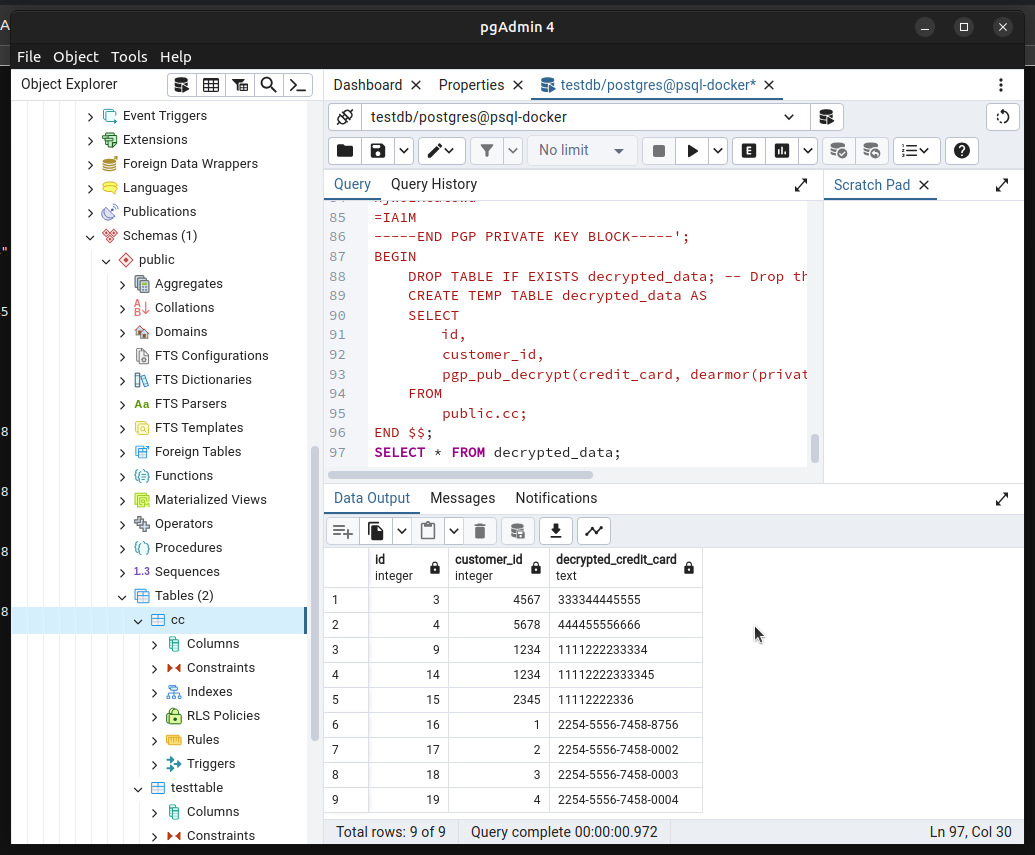 pgAdmin 4
File Object Tools Help
Object Explorer
Dashboard Properties testdb/postgres@psql-docker*
testdb/postgres@psql-docker
No limit
Query Query History
Scratch Pad
Event Triggers
Extensions
Foreign Data Wrappers
Languages
Publications
Schemas (1)
public
Aggregates
Collations
Domains
FTS Configurations
FTS Dictionaries
Aa FTS Parsers
FTS Templates
Foreign Tables
Functions
Materialized Views
Operators
Procedures
1.3 Sequences
Tables (2)
cc
Columns
Constraints
Indexes
RLS Policies
Rules
Triggers
testtable
Columns
Constraints
85 =IA1M
86 -----END PGP PRIVATE KEY BLOCK-----';
87 BEGIN
88 DROP TABLE IF EXISTS decrypted_data; -- Drop th
89 CREATE TEMP TABLE decrypted_data AS
90 SELECT
91 id,
92 customer_id,
93 pgp_pub_decrypt(credit_card, dearmor(privat
94 FROM
95 public.cc;
96 END $$;
97 SELECT * FROM decrypted_data;
Data Output Messages Notifications
id customer_id decrypted_credit_card
integer integer text
1 3 4567 333344445555
2 4 5678 444455556666
3 9 1234 1111222233334
4 14 1234 11112222333345
5 15 2345 11112222336
6 16 1 2254-5556-7458-8756
7 17 2 2254-5556-7458-0002
8 18 3 2254-5556-7458-0003
9 19 4 2254-5556-7458-0004
Total rows: 9 of 9 Query complete 00:00:00.972 Ln 97, Col 30